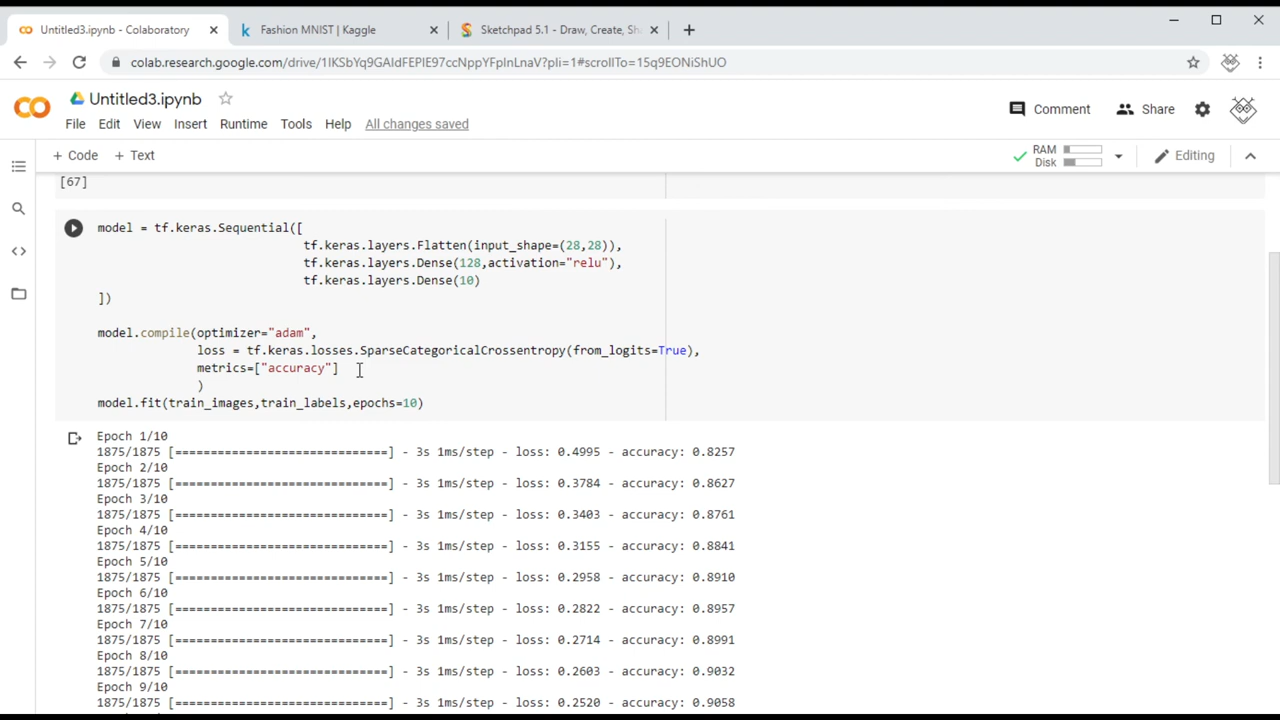 Untitled3.ipynb - Colaboratory
Fashion MNIST | Kaggle
Sketchpad 5.1 - Draw, Create, Sh
Untitled3.ipynb
File Edit View Insert Runtime Tools Help All changes saved
Comment Share
+ Code + Text
RAM
Disk
Editing
[67]
model = tf.keras.Sequential([
tf.keras.layers.Flatten(input_shape=(28,28)),
tf.keras.layers.Dense(128,activation="relu"),
tf.keras.layers.Dense(10)
])
model.compile(optimizer="adam",
loss = tf.keras.losses.SparseCategoricalCrossentropy(from_logits=True),
metrics=["accuracy"]
)
model.fit(train_images,train_labels,epochs=10)
Epoch 1/10
1875/1875 [==============================] - 3s 1ms/step - loss: 0.4995 - accuracy: 0.8257
Epoch 2/10
1875/1875 [==============================] - 3s 1ms/step - loss: 0.3784 - accuracy: 0.8627
Epoch 3/10
1875/1875 [==============================] - 3s 1ms/step - loss: 0.3403 - accuracy: 0.8761
Epoch 4/10
1875/1875 [==============================] - 3s 1ms/step - loss: 0.3155 - accuracy: 0.8841
Epoch 5/10
1875/1875 [==============================] - 3s 1ms/step - loss: 0.2958 - accuracy: 0.8910
Epoch 6/10
1875/1875 [==============================] - 3s 1ms/step - loss: 0.2822 - accuracy: 0.8957
Epoch 7/10
1875/1875 [==============================] - 3s 1ms/step - loss: 0.2714 - accuracy: 0.8991
Epoch 8/10
1875/1875 [==============================] - 3s 1ms/step - loss: 0.2603 - accuracy: 0.9032
Epoch 9/10
1875/1875 [==============================] - 3s 1ms/step - loss: 0.2520 - accuracy: 0.9058